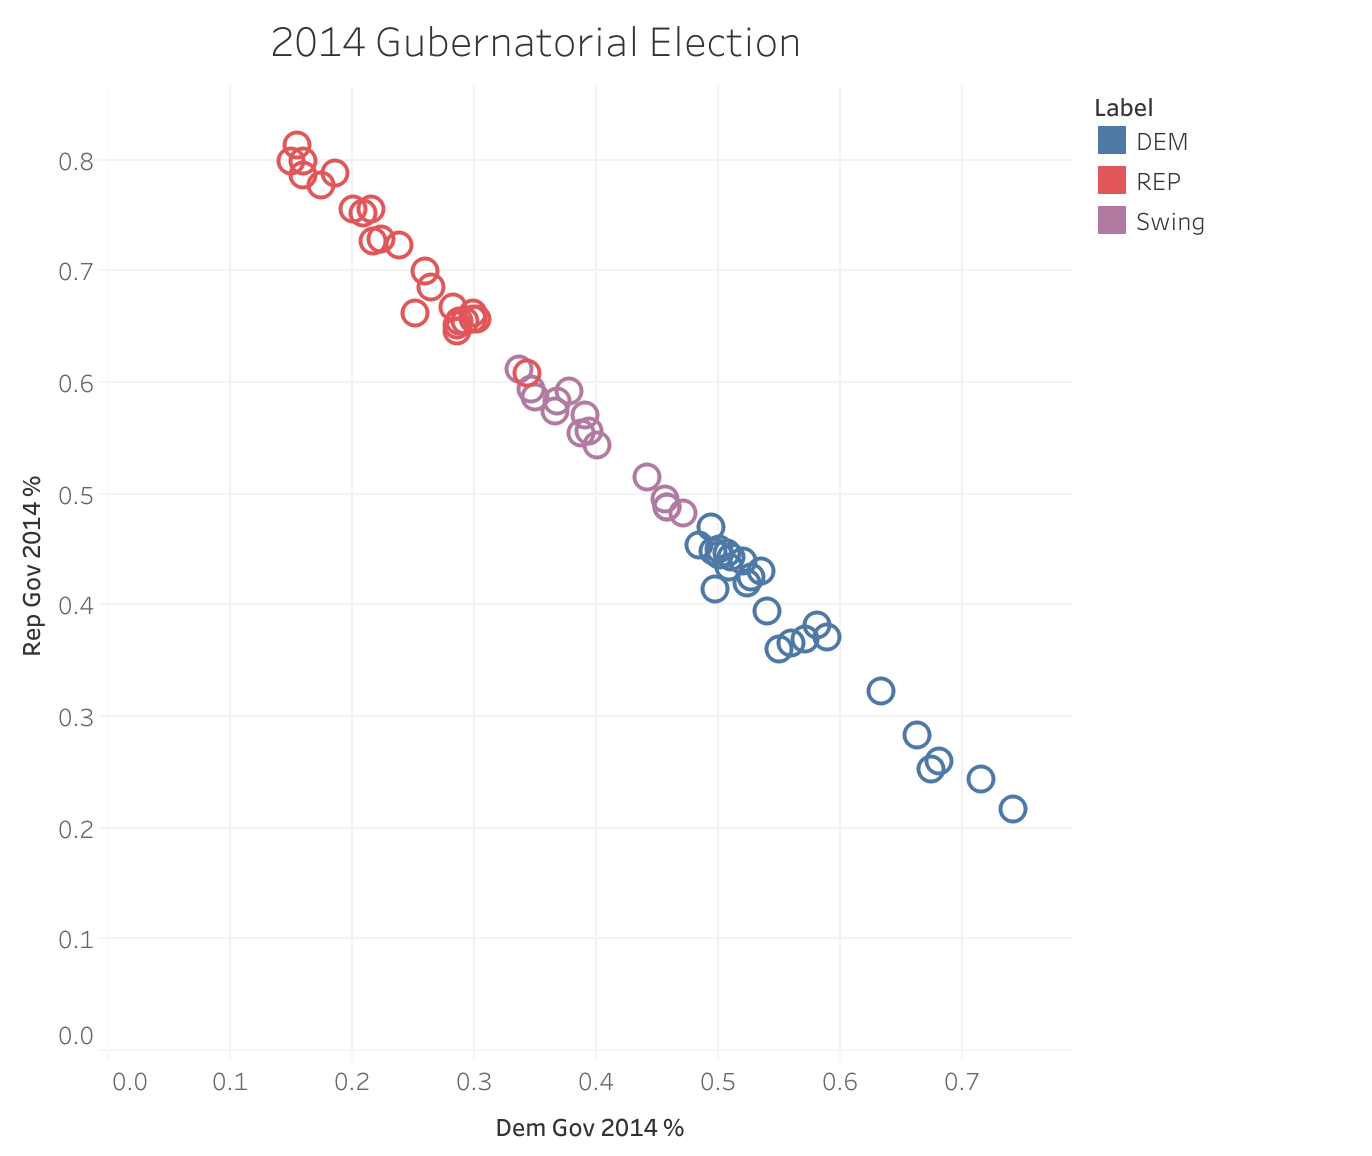 2014 Gubernatorial Election
Label
DEM
REP
Swing
0.8
0.7
0.6
0.5
0.4
0.3
0.2
0.1
0.0
Rep Gov 2014 %
0.0 0.1 0.2 0.3 0.4 0.5 0.6 0.7
Dem Gov 2014 %